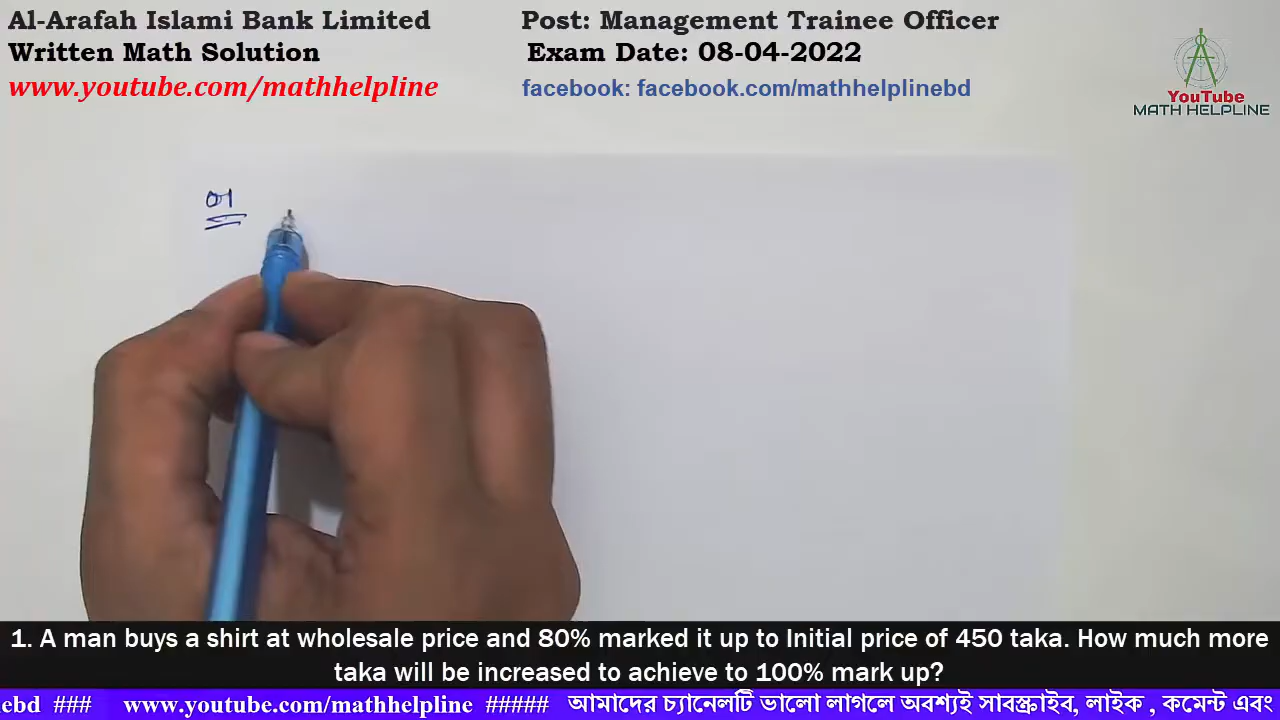 Al-Arafah Islami Bank Limited
Post: Management Trainee Officer
Written Math Solution
Exam Date: 08-04-2022
www.youtube.com/mathhelpline
facebook: facebook.com/mathhelplinebd
YouTube
MATH HELPLINE
1. A man buys a shirt at wholesale price and 80% marked it up to Initial price of 450 taka. How much more
taka will be increased to achieve to 100% mark up?
ebd ### www.youtube.com/mathhelpline ##### আমাদের চ্যানেলটি ভালো লাগলে অবশ্যই সাবস্ক্রাইব, লাইক , কমেন্ট এবং